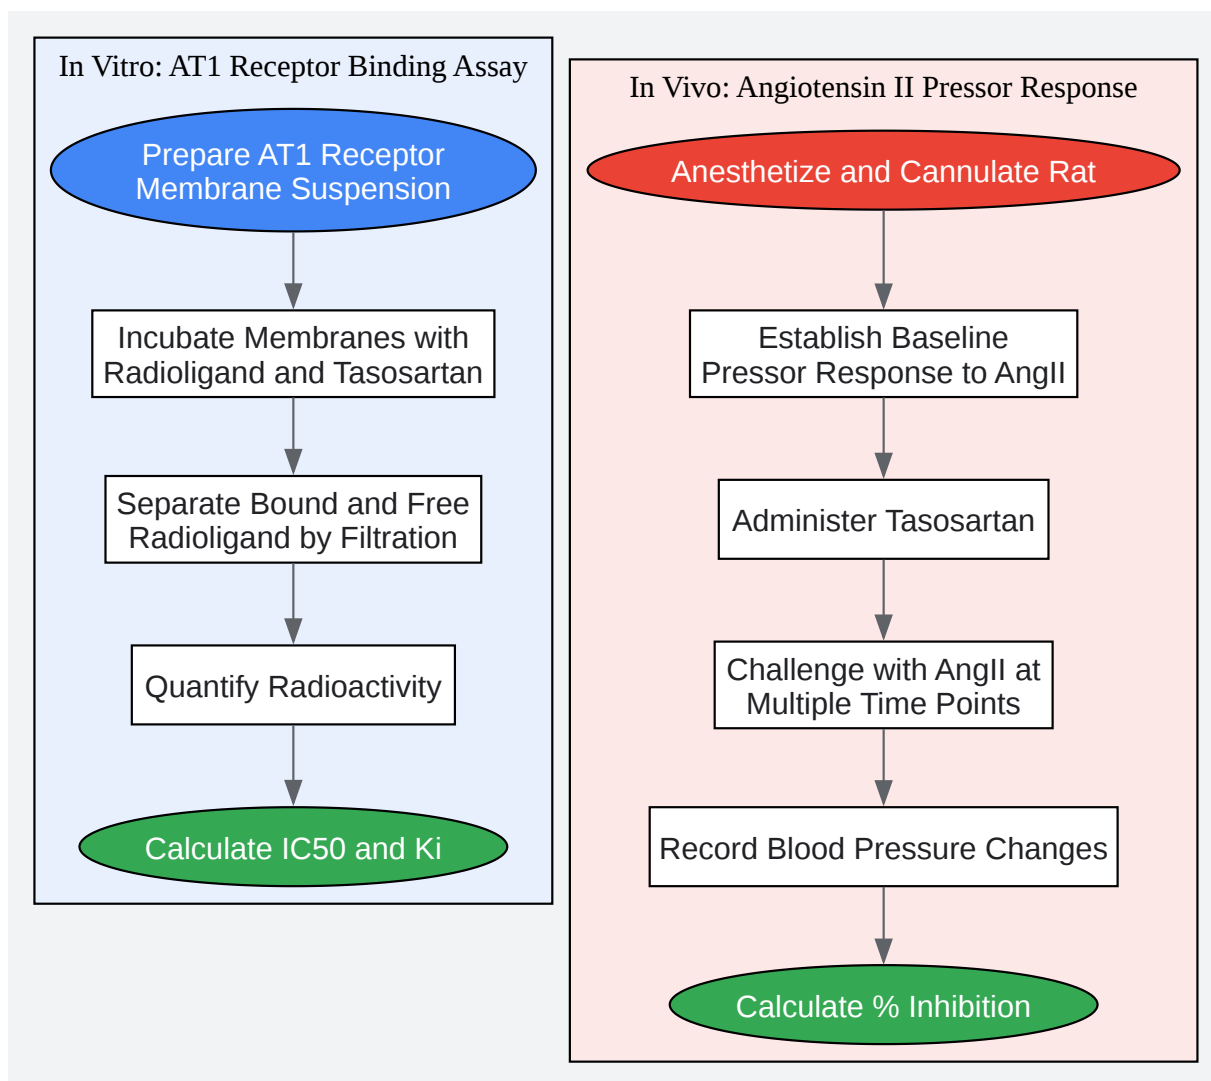 In Vitro: AT1 Receptor Binding Assay
Prepare AT1 Receptor
Membrane Suspension
Incubate Membranes with
Radioligand and Tasosartan
Separate Bound and Free
Radioligand by Filtration
Quantify Radioactivity
Calculate IC50 and Ki
In Vivo: Angiotensin II Pressor Response
Anesthetize and Cannulate Rat
Establish Baseline
Pressor Response to AngII
Administer Tasosartan
Challenge with AngII at
Multiple Time Points
Record Blood Pressure Changes
Calculate % Inhibition